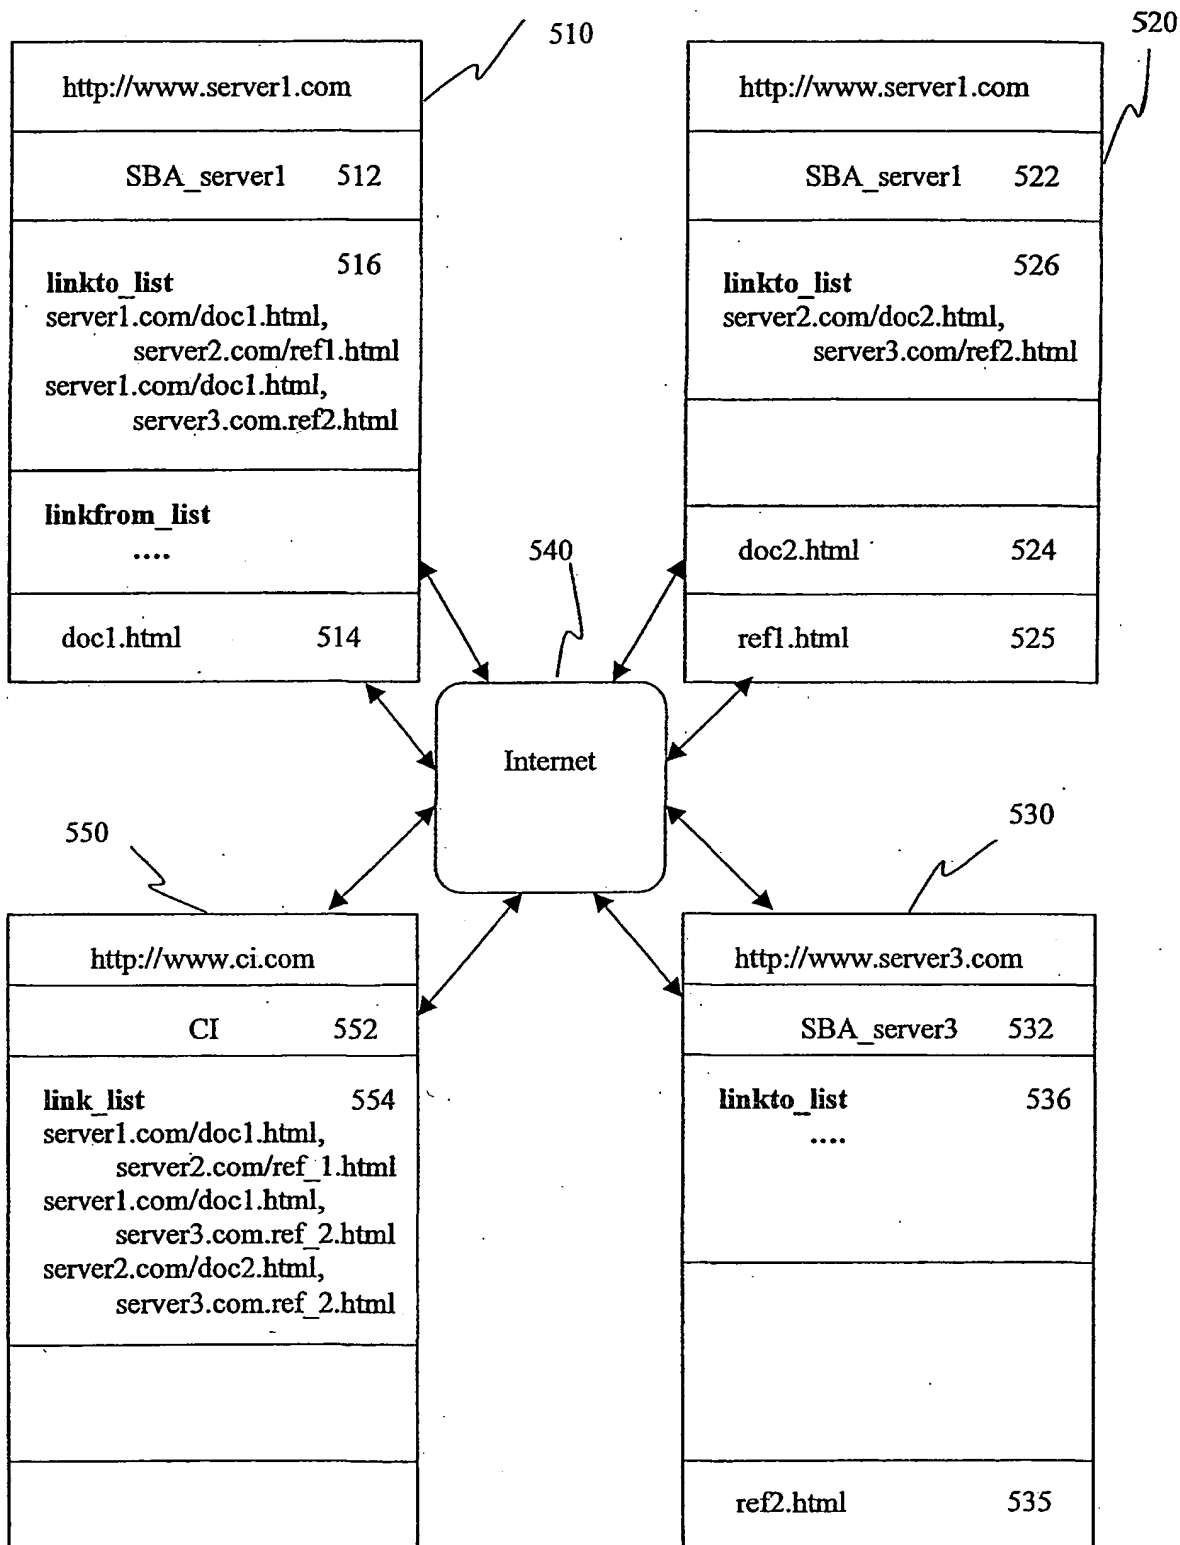 510
http://www.server1.com
SBA_server1 512
516
linkto_list
server1.com/doc1.html,
server2.com/ref1.html
server1.com/doc1.html,
server3.com.ref2.html
linkfrom_list
....
doc1.html 514
520
http://www.server1.com
SBA_server1 522
526
linkto_list
server2.com/doc2.html,
server3.com/ref2.html
doc2.html 524
ref1.html 525
540
Internet
550
http://www.ci.com
CI 552
link_list 554
server1.com/doc1.html,
server2.com/ref_1.html
server1.com/doc1.html,
server3.com.ref_2.html
server2.com/doc2.html,
server3.com.ref_2.html
530
http://www.server3.com
SBA_server3 532
linkto_list 536
....
ref2.html 535